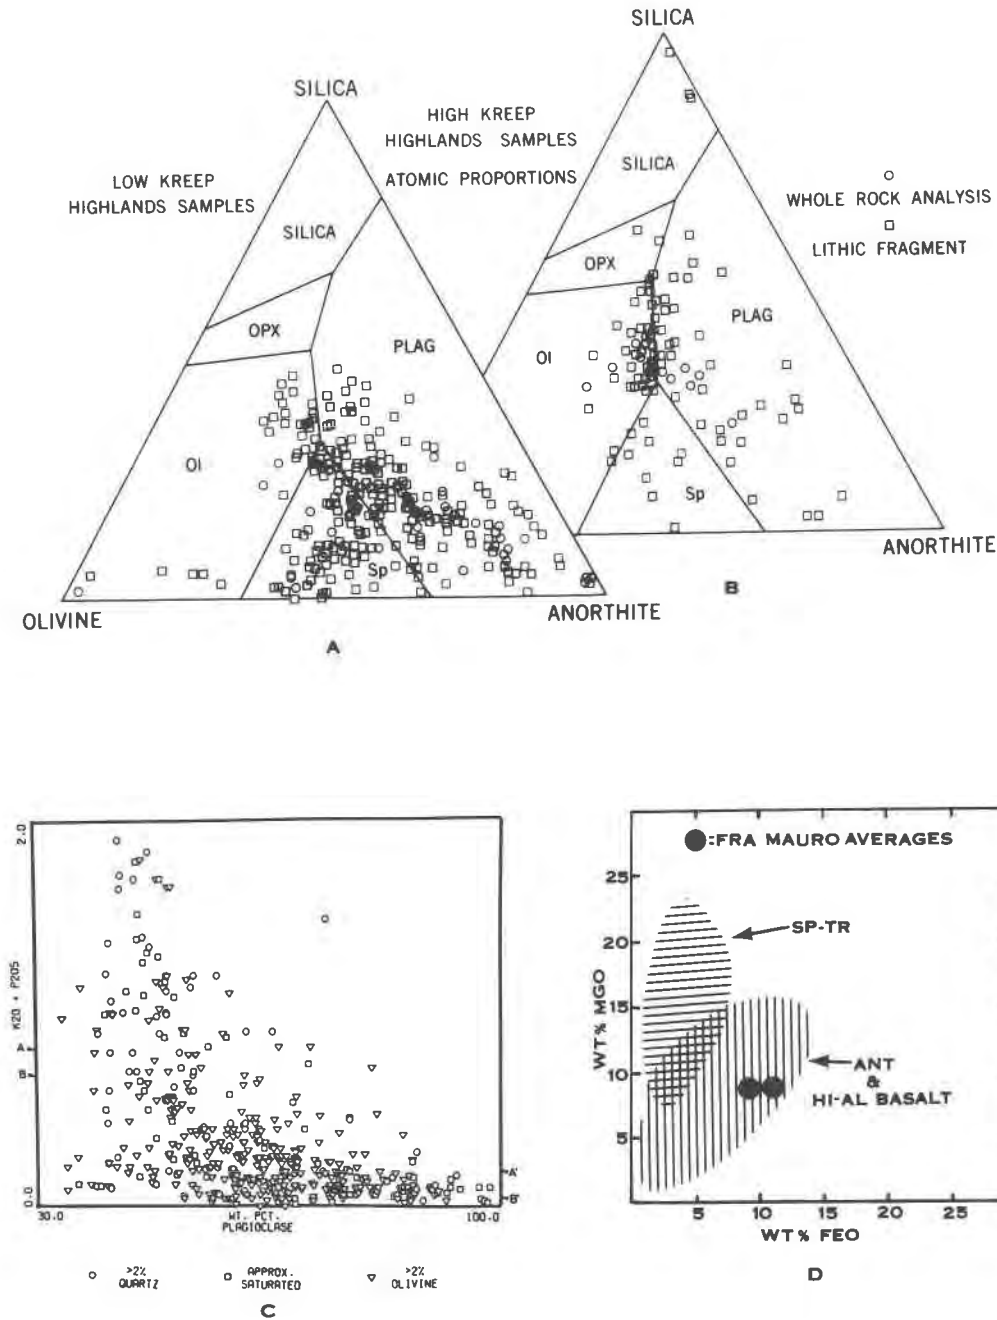 SILICA
SILICA
HIGH KREEP
HIGHLANDS SAMPLES
ATOMIC PROPORTIONS
LOW KREEP
HIGHLANDS SAMPLES
SILICA
SILICA
WHOLE ROCK ANALYSIS
LITHIC FRAGMENT
OPX
OPX
PLAG
PLAG
Ol
Ol
Sp
Sp
ANORTHITE
B
OLIVINE
ANORTHITE
A
2.0
K2O + P2O5
A
B
0.0
30.0
WT. PCT.
PLAGIOCLASE
100.0
A'
B'
>2%
QUARTZ
APPROX.
SATURATED
>2%
OLIVINE
C
:FRA MAURO AVERAGES
25
20
15
10
5
WT% MGO
SP-TR
ANT
&
HI-AL BASALT
5
10
15
20
25
WT% FEO
D